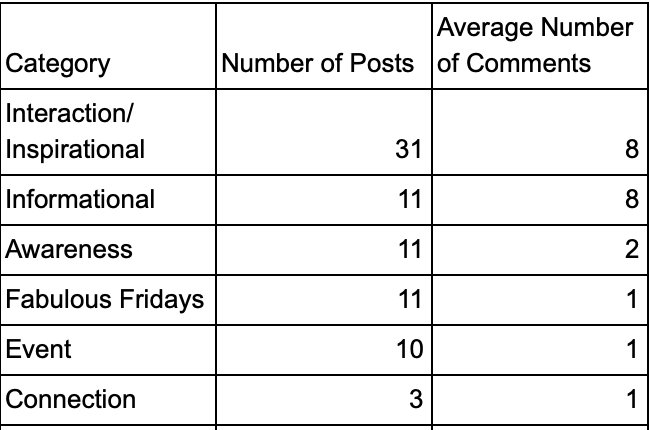 Category Number of Posts Average Number
of Comments
Interaction/
Inspirational 31 8
Informational 11 8
Awareness 11 2
Fabulous Fridays 11 1
Event 10 1
Connection 3 1